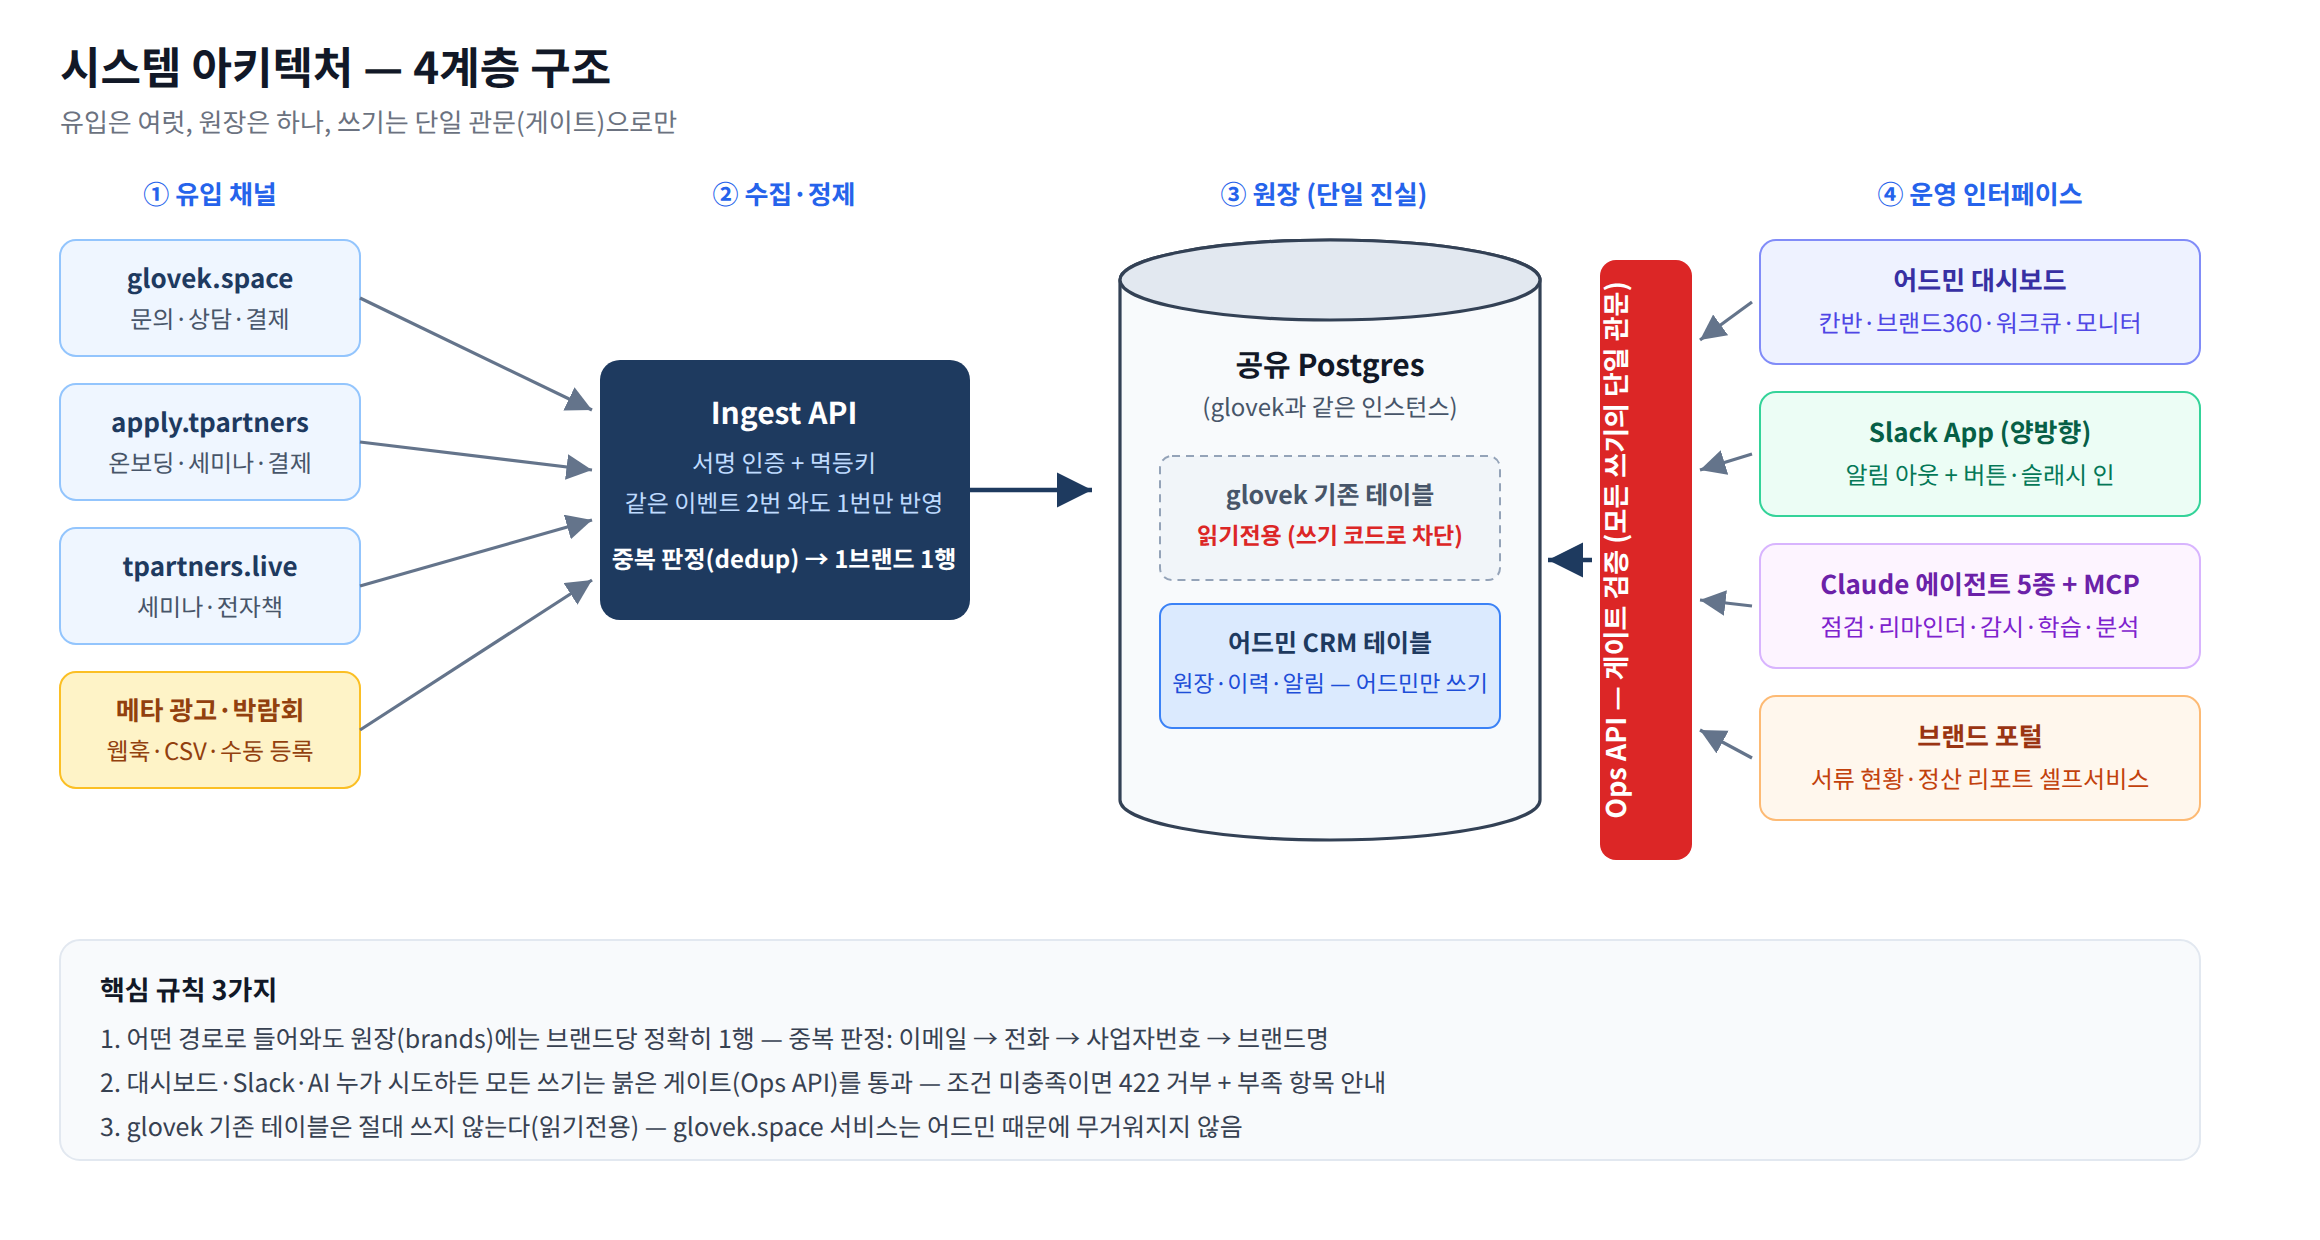 시스템 아키텍처 — 4계층 구조
유입은 여럿, 원장은 하나, 쓰기는 단일 관문(게이트)으로만
① 유입 채널
glovek.space
문의·상담·결제
apply.tpartners
온보딩·세미나·결제
tpartners.live
세미나·전자책
메타 광고·박람회
웹훅·CSV·수동 등록
② 수집·정제
Ingest API
서명 인증 + 멱등키
같은 이벤트 2번 와도 1번만 반영
중복 판정(dedup) → 1브랜드 1행
③ 원장 (단일 진실)
공유 Postgres
(glovek과 같은 인스턴스)
glovek 기존 테이블
읽기전용 (쓰기 코드로 차단)
어드민 CRM 테이블
원장·이력·알림 — 어드민만 쓰기
Ops API — 게이트 검증 (모든 쓰기의 단일 관문)
④ 운영 인터페이스
어드민 대시보드
칸반·브랜드360·워크큐·모니터
Slack App (양방향)
알림 아웃 + 버튼·슬래시 인
Claude 에이전트 5종 + MCP
점검·리마인더·감시·학습·분석
브랜드 포털
서류 현황·정산 리포트 셀프서비스
핵심 규칙 3가지
1. 어떤 경로로 들어와도 원장(brands)에는 브랜드당 정확히 1행 — 중복 판정: 이메일 → 전화 → 사업자번호 → 브랜드명
2. 대시보드·Slack·AI 누가 시도하든 모든 쓰기는 붉은 게이트(Ops API)를 통과 — 조건 미충족이면 422 거부 + 부족 항목 안내
3. glovek 기존 테이블은 절대 쓰지 않는다(읽기전용) — glovek.space 서비스는 어드민 때문에 무거워지지 않음